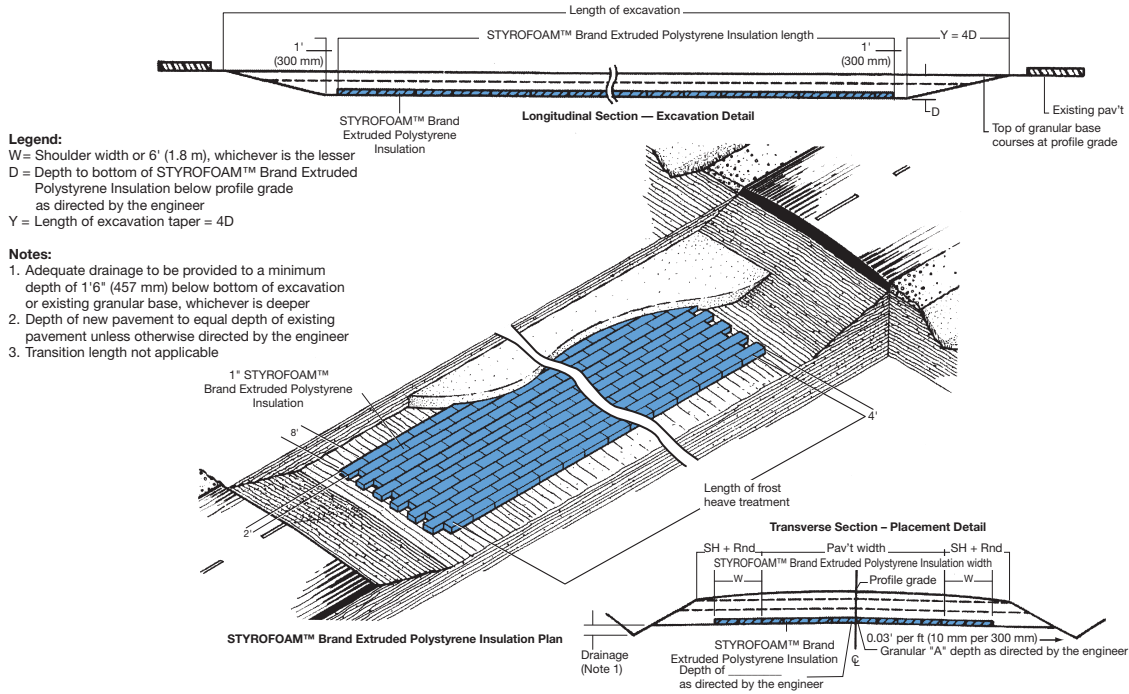 Length of excavation
STYROFOAM™ Brand Extruded Polystyrene Insulation length
1'
(300 mm)
1'
(300 mm)
Y = 4D
STYROFOAM™ Brand
Extruded Polystyrene
Insulation
Longitudinal Section — Excavation Detail
D
Existing pav't
Top of granular base
courses at profile grade
Legend:
W= Shoulder width or 6' (1.8 m), whichever is the lesser
D = Depth to bottom of STYROFOAM™ Brand Extruded
Polystyrene Insulation below profile grade
as directed by the engineer
Y = Length of excavation taper = 4D
Notes:
1. Adequate drainage to be provided to a minimum
depth of 1'6" (457 mm) below bottom of excavation
or existing granular base, whichever is deeper
2. Depth of new pavement to equal depth of existing
pavement unless otherwise directed by the engineer
3. Transition length not applicable
1" STYROFOAM™
Brand Extruded Polystyrene
Insulation
8'
2'
4'
Length of frost
heave treatment
STYROFOAM™ Brand Extruded Polystyrene Insulation Plan
Transverse Section – Placement Detail
SH + Rnd
Pav't width
SH + Rnd
STYROFOAM™ Brand Extruded Polystyrene Insulation width
W
W
Profile grade
Drainage
(Note 1)
STYROFOAM™ Brand
Extruded Polystyrene Insulation
Depth of ________
as directed by the engineer
℄
0.03' per ft (10 mm per 300 mm)
Granular "A" depth as directed by the engineer